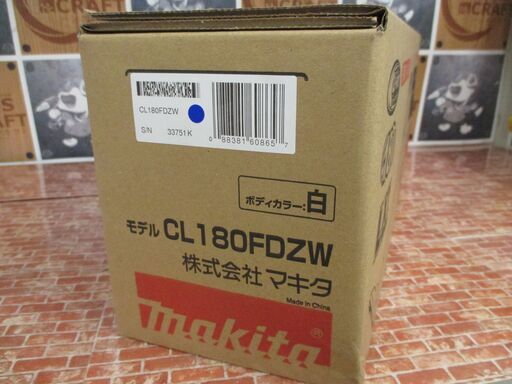 CRAFT
CL180FDZW
S/N 33751K
0 88381 60865 7
ボディカラー:白
モデル CL180FDZW
株式会社 マキタ
Made in China
makita®